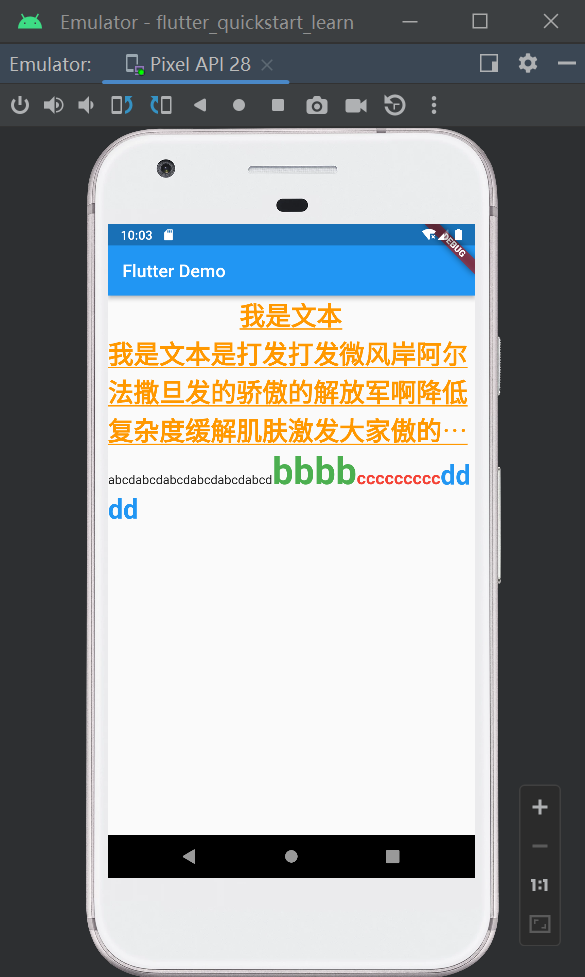 Emulator - flutter_quickstart_learn
Emulator: Pixel API 28
10:03
DEBUG
Flutter Demo
我是文本
我是文本是打发打发微风岸阿尔
法撒旦发的骄傲的解放军啊降低
复杂度缓解肌肤激发大家傲的…
abcdabcdabcdabcdabcdabcdbbbbcccccccccdd
dd
1:1